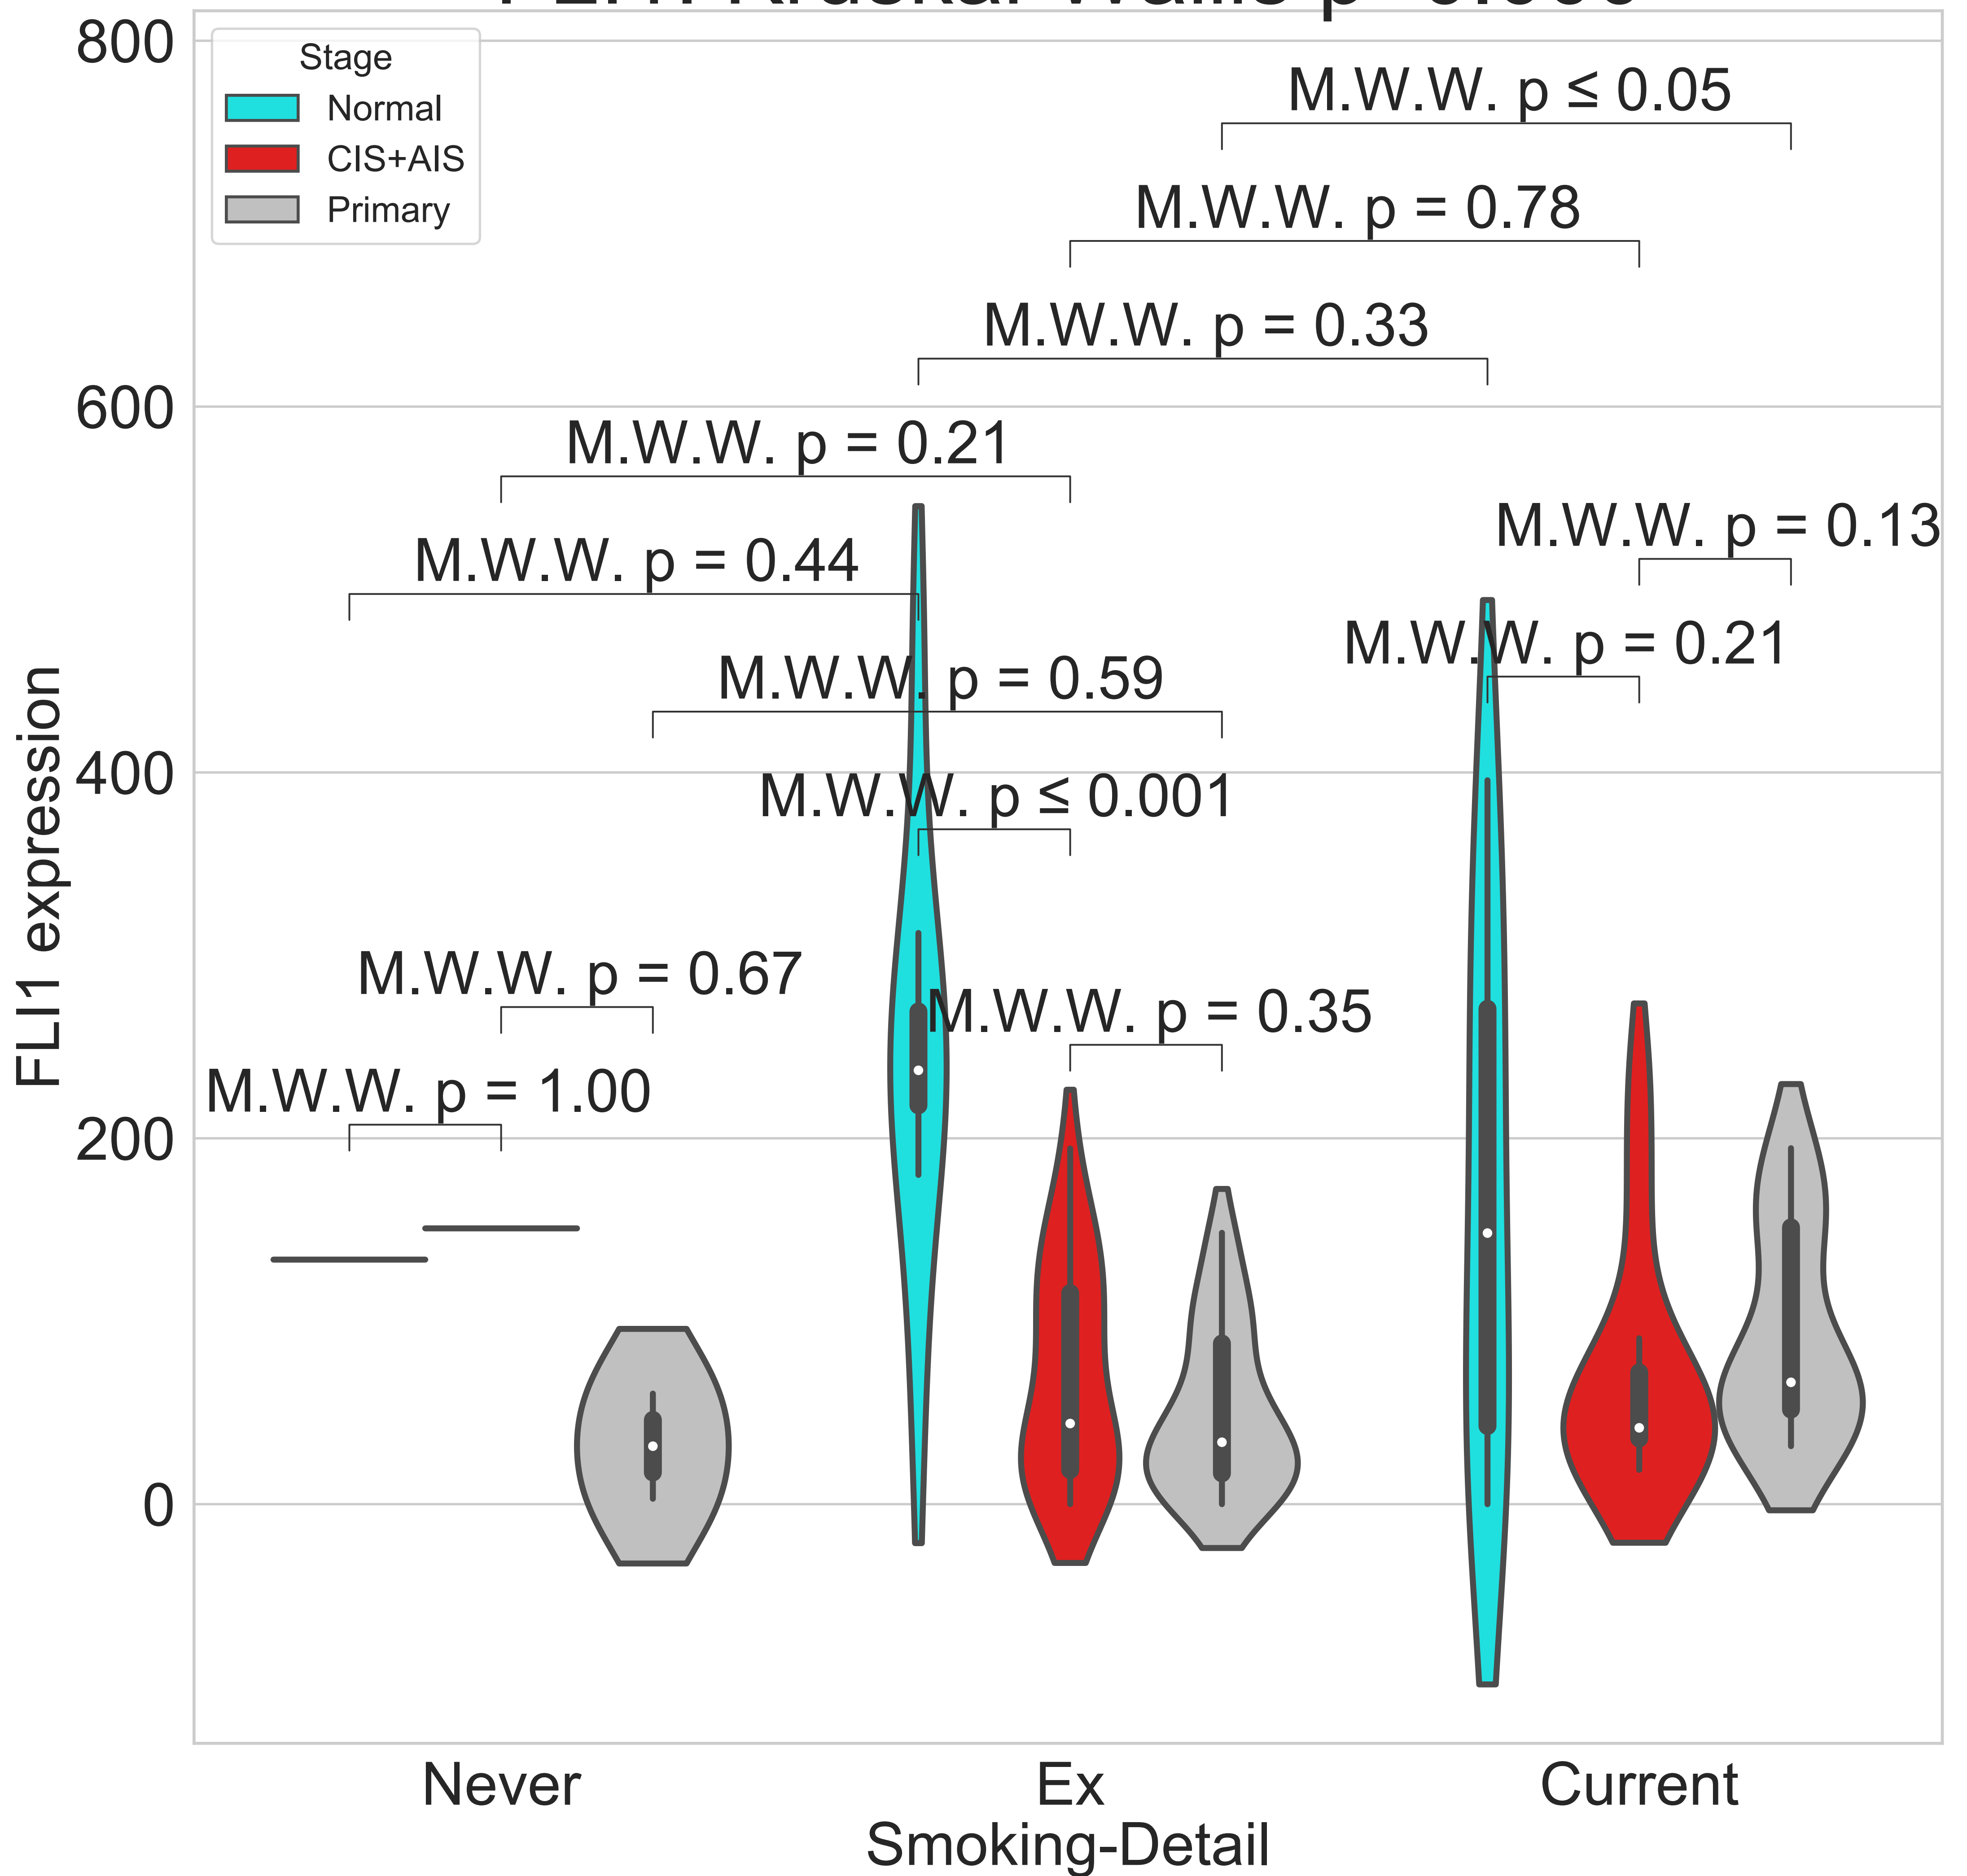 800
Stage
Normal
CIS+AIS
Primary
M.W.W. p ≤ 0.05
M.W.W. p = 0.78
M.W.W. p = 0.33
600
M.W.W. p = 0.21
M.W.W. p = 0.13
M.W.W. p = 0.44
M.W.W. p = 0.21
M.W.W. p = 0.59
400
M.W.W. p ≤ 0.001
FLI1 expression
M.W.W. p = 0.67
M.W.W. p = 0.35
M.W.W. p = 1.00
200
0
Never
Ex
Current
Smoking-Detail